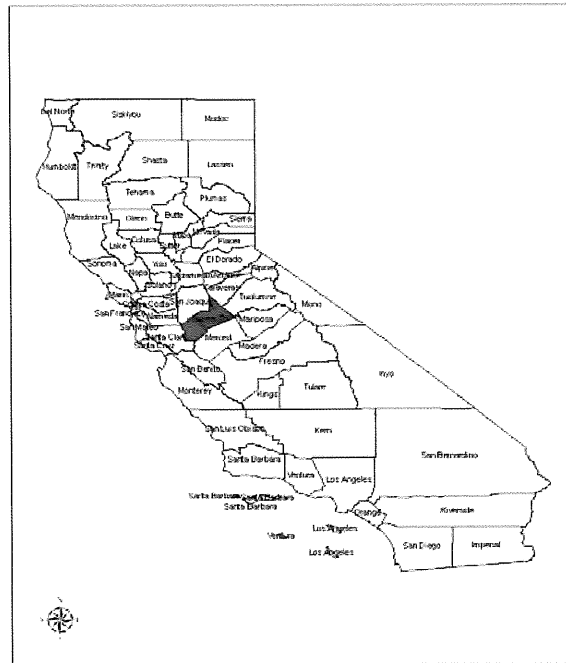 Del Norte
Siskiyou
Modoc
Humboldt
Trinity
Shasta
Lassen
Tehama
Plumas
Mendocino
Glenn
Butte
Sierra
Nevada
Colusa
Sutter
Placer
Lake
Yolo
El Dorado
Sonoma
Napa
Alpine
Solano
Calaveras
Marin
San Joaquin
Tuolumne
Mono
Contra Costa
San Francisco
Alameda
Mariposa
San Mateo
Santa Clara
Merced
Santa Cruz
Madera
Fresno
San Benito
Inyo
Monterey
Kings
Tulare
San Luis Obispo
Kern
San Bernardino
Santa Barbara
Ventura
Los Angeles
Santa Barbara
Santa Barbara
Santa Barbara
Orange
Riverside
Los Angeles
Ventura
Los Angeles
San Diego
Imperial